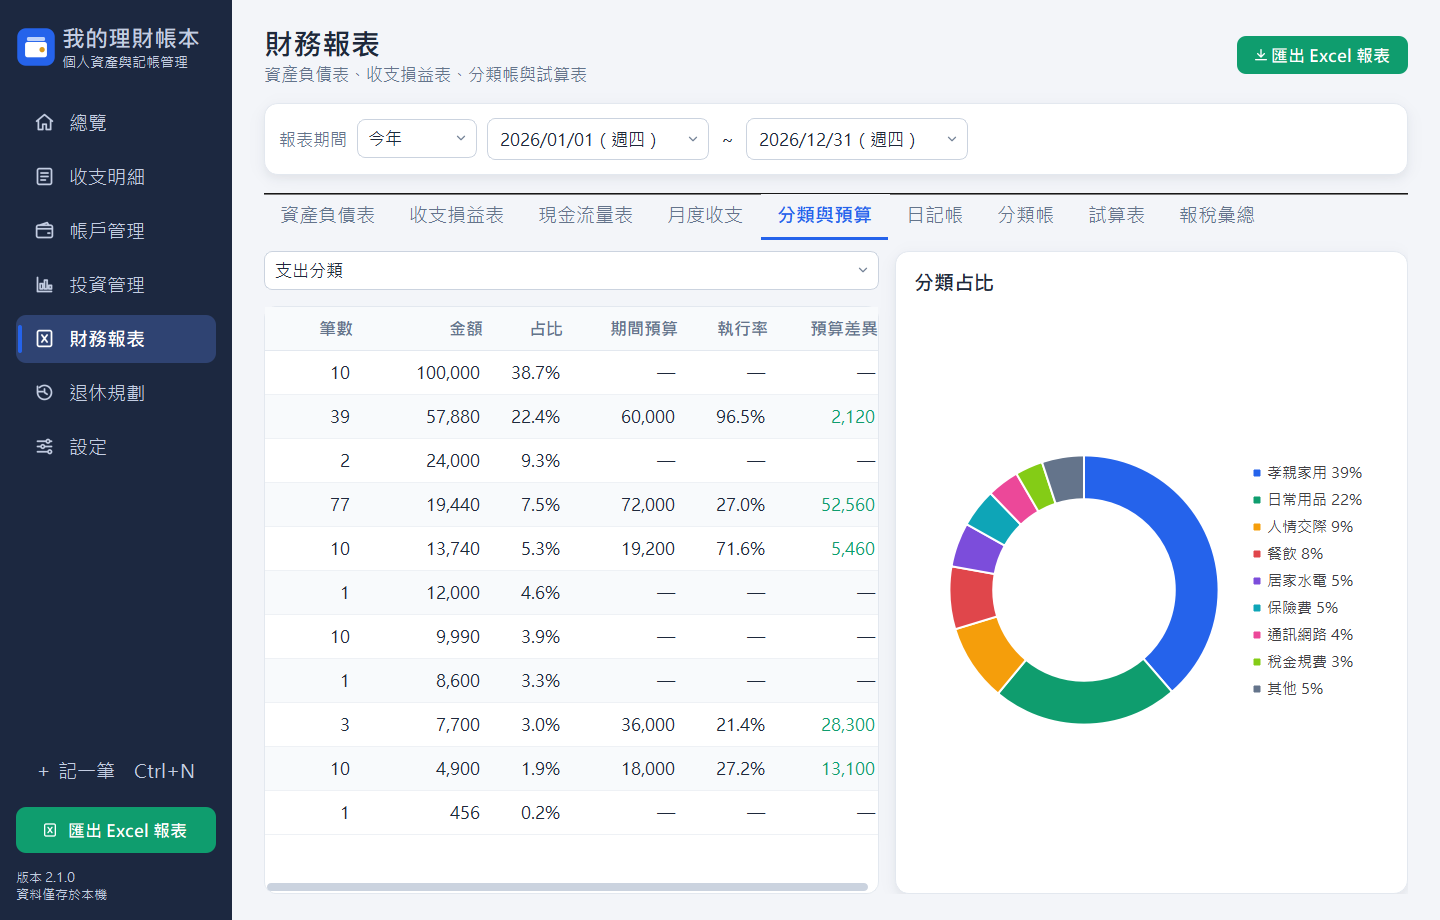 我的理財帳本
個人資產與記帳管理
總覽
收支明細
帳戶管理
投資管理
財務報表
退休規劃
設定
+ 記一筆 Ctrl+N
匯出 Excel 報表
版本 2.1.0
資料僅存於本機
財務報表
資產負債表、收支損益表、分類帳與試算表
匯出 Excel 報表
報表期間 今年 2026/01/01 ( 週四 ) ~ 2026/12/31 ( 週四 )
資產負債表 收支損益表 現金流量表 月度收支 分類與預算 日記帳 分類帳 試算表 報稅彙總
支出分類
筆數 金額 占比 期間預算 執行率 預算差異
10 100,000 38.7% — — —
39 57,880 22.4% 60,000 96.5% 2,120
2 24,000 9.3% — — —
77 19,440 7.5% 72,000 27.0% 52,560
10 13,740 5.3% 19,200 71.6% 5,460
1 12,000 4.6% — — —
10 9,990 3.9% — — —
1 8,600 3.3% — — —
3 7,700 3.0% 36,000 21.4% 28,300
10 4,900 1.9% 18,000 27.2% 13,100
1 456 0.2% — — —
分類占比
孝親家用 39%
日常用品 22%
人情交際 9%
餐飲 8%
居家水電 5%
保險費 5%
通訊網路 4%
稅金規費 3%
其他 5%